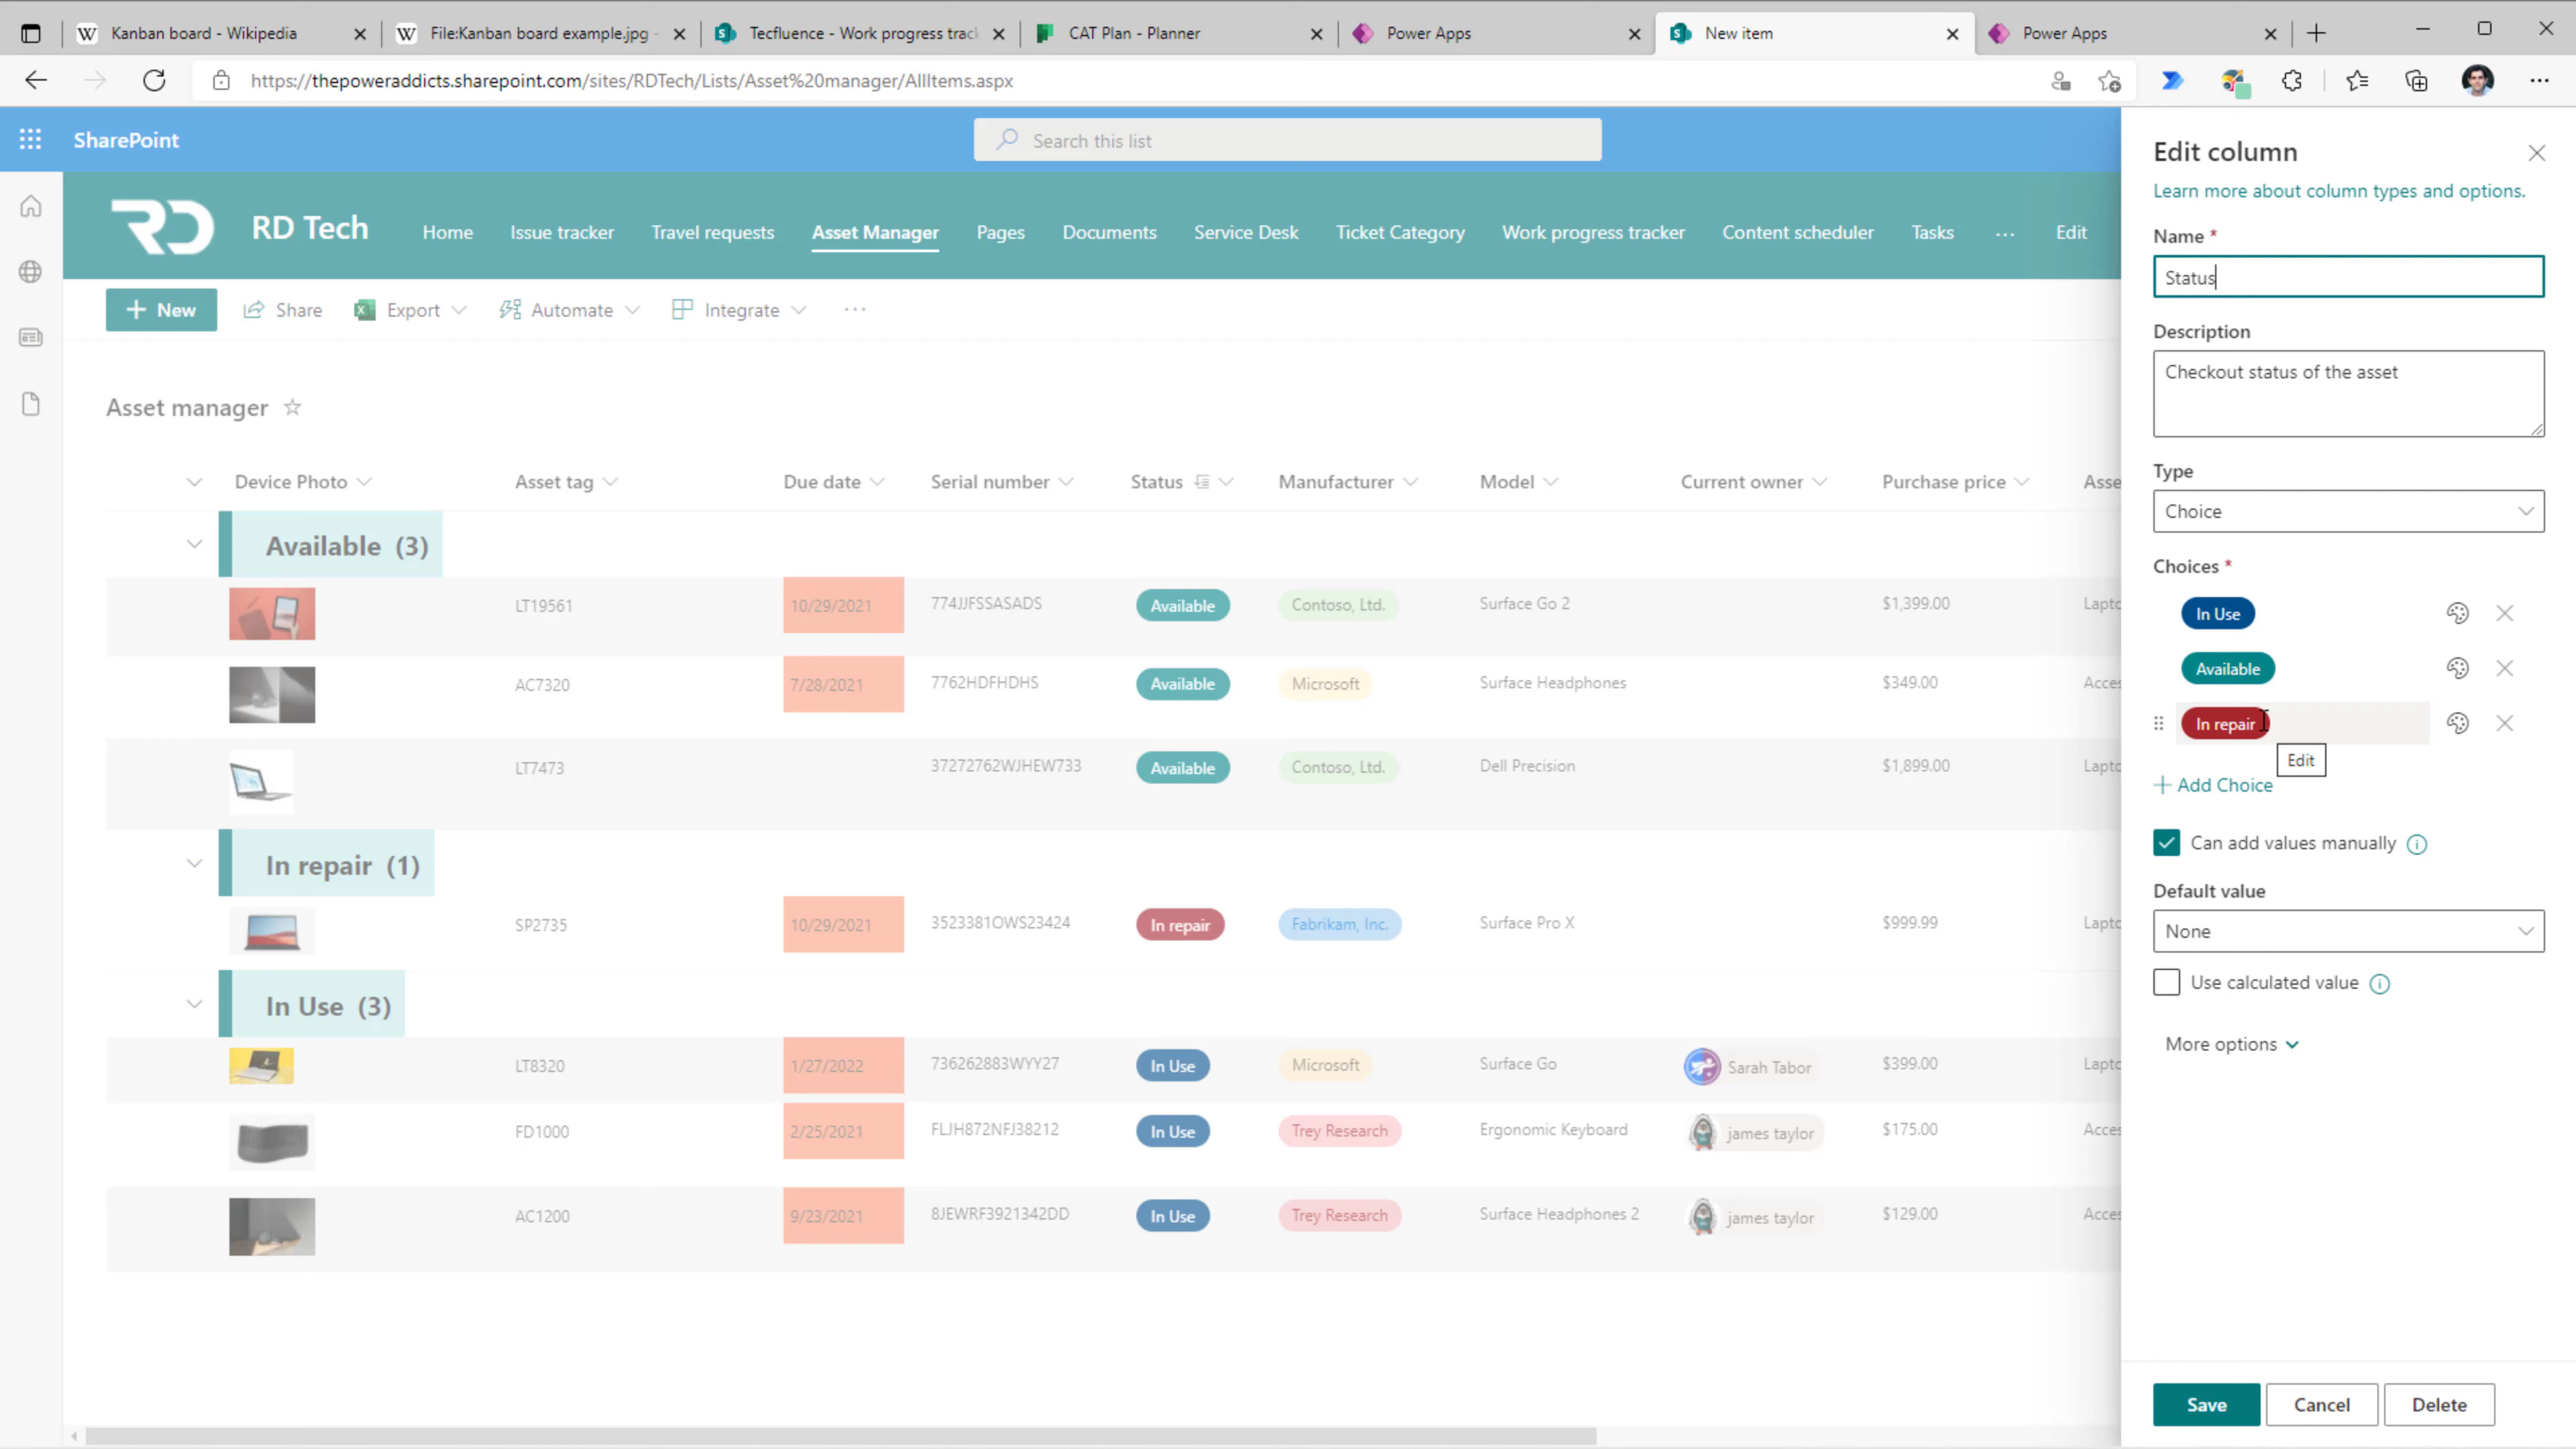 Kanban board - Wikipedia
File:Kanban board example.jpg -
Tecfluence - Work progress trac
CAT Plan - Planner
Power Apps
New item
Power Apps
https://thepoweraddicts.sharepoint.com/sites/RDTech/Lists/Asset%20manager/AllItems.aspx
SharePoint
Search this list
RD Tech
Home
Issue tracker
Travel requests
Asset Manager
Pages
Documents
Service Desk
Ticket Category
Work progress tracker
Content scheduler
Tasks
Edit
New
Share
Export
Automate
Integrate
Asset manager
Device Photo Asset tag Due date Serial number Status Manufacturer Model Current owner Purchase price Asse
Available (3)
LT19561 10/29/2021 774JJFSSASADS Available Contoso, Ltd. Surface Go 2 $1,399.00 Lapto
AC7320 7/28/2021 7762HDFHDHS Available Microsoft Surface Headphones $349.00 Acces
LT7473 37272762WJHEW733 Available Contoso, Ltd. Dell Precision $1,899.00 Lapto
In repair (1)
SP2735 10/29/2021 3523381OWS23424 In repair Fabrikam, Inc. Surface Pro X $999.99 Lapto
In Use (3)
LT8320 1/27/2022 736262883WYY27 In Use Microsoft Surface Go Sarah Tabor $399.00 Lapto
FD1000 2/25/2021 FLJH872NFJ38212 In Use Trey Research Ergonomic Keyboard james taylor $175.00 Acces
AC1200 9/23/2021 8JEWRF3921342DD In Use Trey Research Surface Headphones 2 james taylor $129.00 Acces
Edit column
Learn more about column types and options.
Name *
Status
Description
Checkout status of the asset
Type
Choice
Choices *
In Use
Available
In repair
Edit
+ Add Choice
Can add values manually
Default value
None
Use calculated value
More options
Save
Cancel
Delete